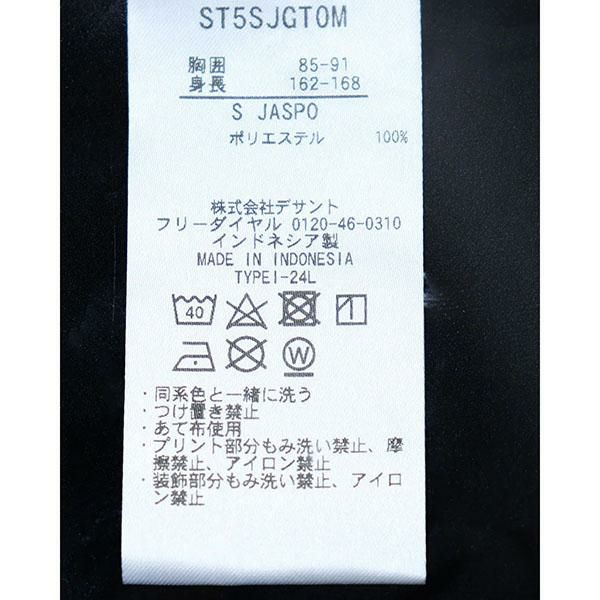 ST5SJGT0M
胸囲 85-91
身長 162-168
S JASPO
ポリエステル 100%
株式会社デサント
フリーダイヤル 0120-46-0310
インドネシア製
MADE IN INDONESIA
TYPEI-24L
40
W
・同系色と一緒に洗う
・つけ置き禁止
・あて布使用
・プリント部分もみ洗い禁止、摩
擦禁止、アイロン禁止
・装飾部分もみ洗い禁止、アイロ
ン禁止